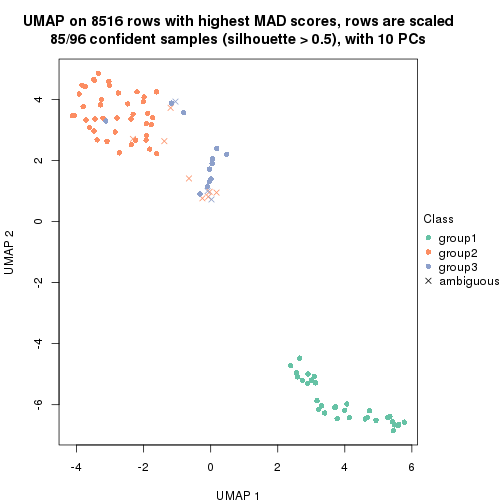 UMAP on 8516 rows with highest MAD scores, rows are scaled
85/96 confident samples (silhouette > 0.5), with 10 PCs
4
2
0
-2
-4
-6
UMAP 2
-4
-2
0
2
4
6
UMAP 1
Class
group1
group2
group3
ambiguous